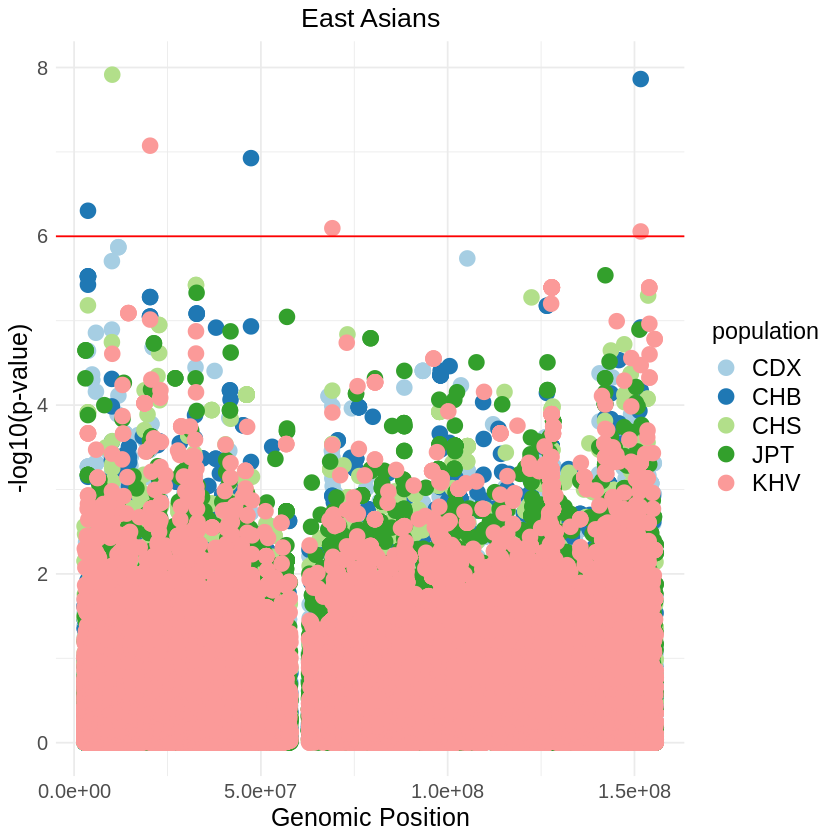 East Asians
8
6
4
2
0
-log10(p-value)
0.0e+00 5.0e+07 1.0e+08 1.5e+08
Genomic Position
population
CDX
CHB
CHS
JPT
KHV